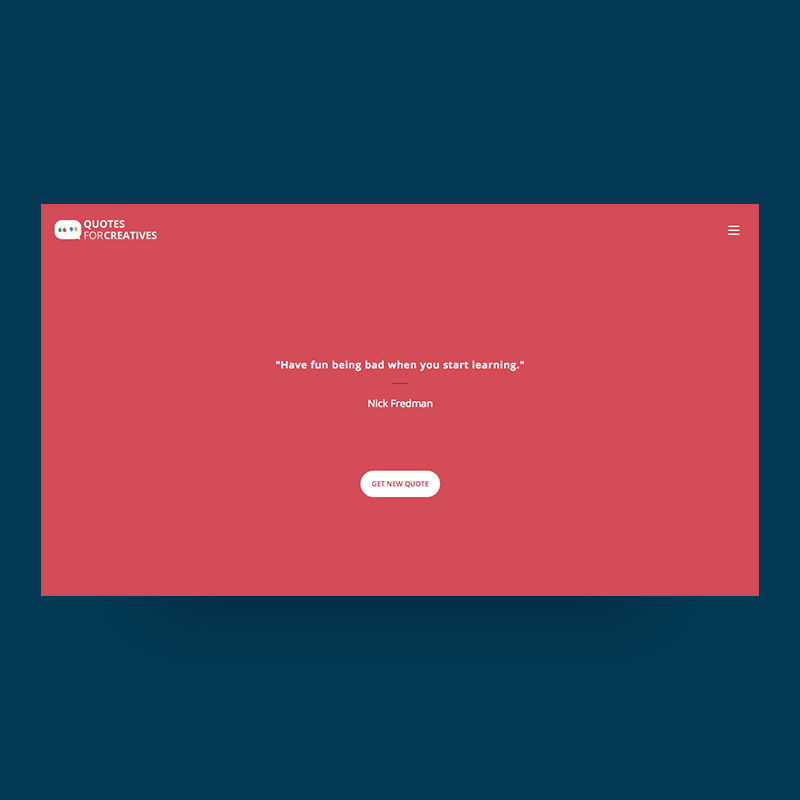 QUOTES
FORCREATIVES
"Have fun being bad when you start learning."
Nick Fredman
GET NEW QUOTE